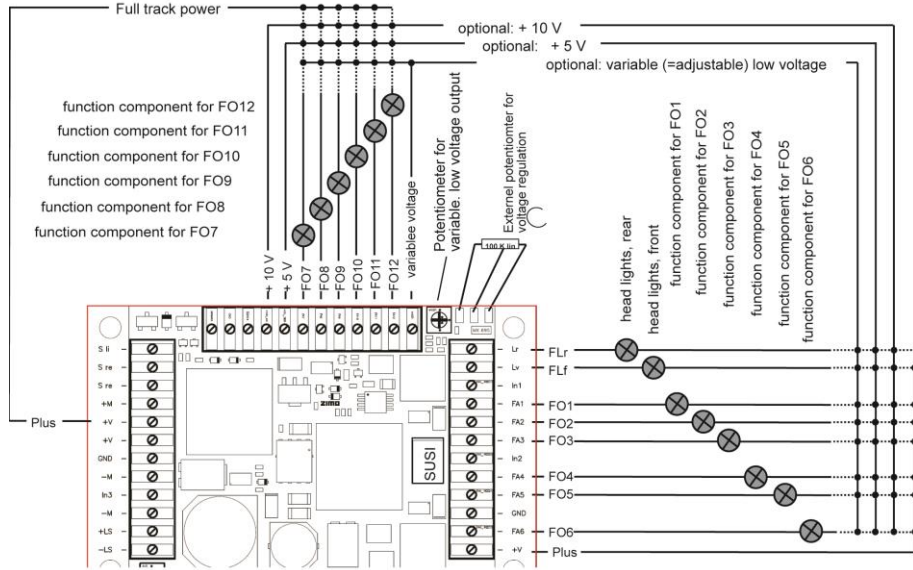 Full track power
optional: + 10 V
optional: + 5 V
optional: variable (=adjustable) low voltage
function component for FO12
function component for FO11
function component for FO10
function component for FO9
function component for FO8
function component for FO7
+ 10 V
+ 5 V
FO7
FO8
FO9
FO10
FO11
FO12
variablee voltage
Potentiometer for
variable. low voltage output
Externel potentiomter for
voltage regulation
100 K lin
head lights, rear
head lights, front
function component for FO1
function component for FO2
function component for FO3
function component for FO4
function component for FO5
function component for FO6
Plus
S li
S re
S re
+M
+V
+V
GND
-M
In3
-M
+LS
-LS
ZIMO
SUSI
Lr
Lv
In1
FA1
FA2
FA3
In2
FA4
FA5
GND
FA6
+V
FLr
FLf
FO1
FO2
FO3
FO4
FO5
FO6
Plus